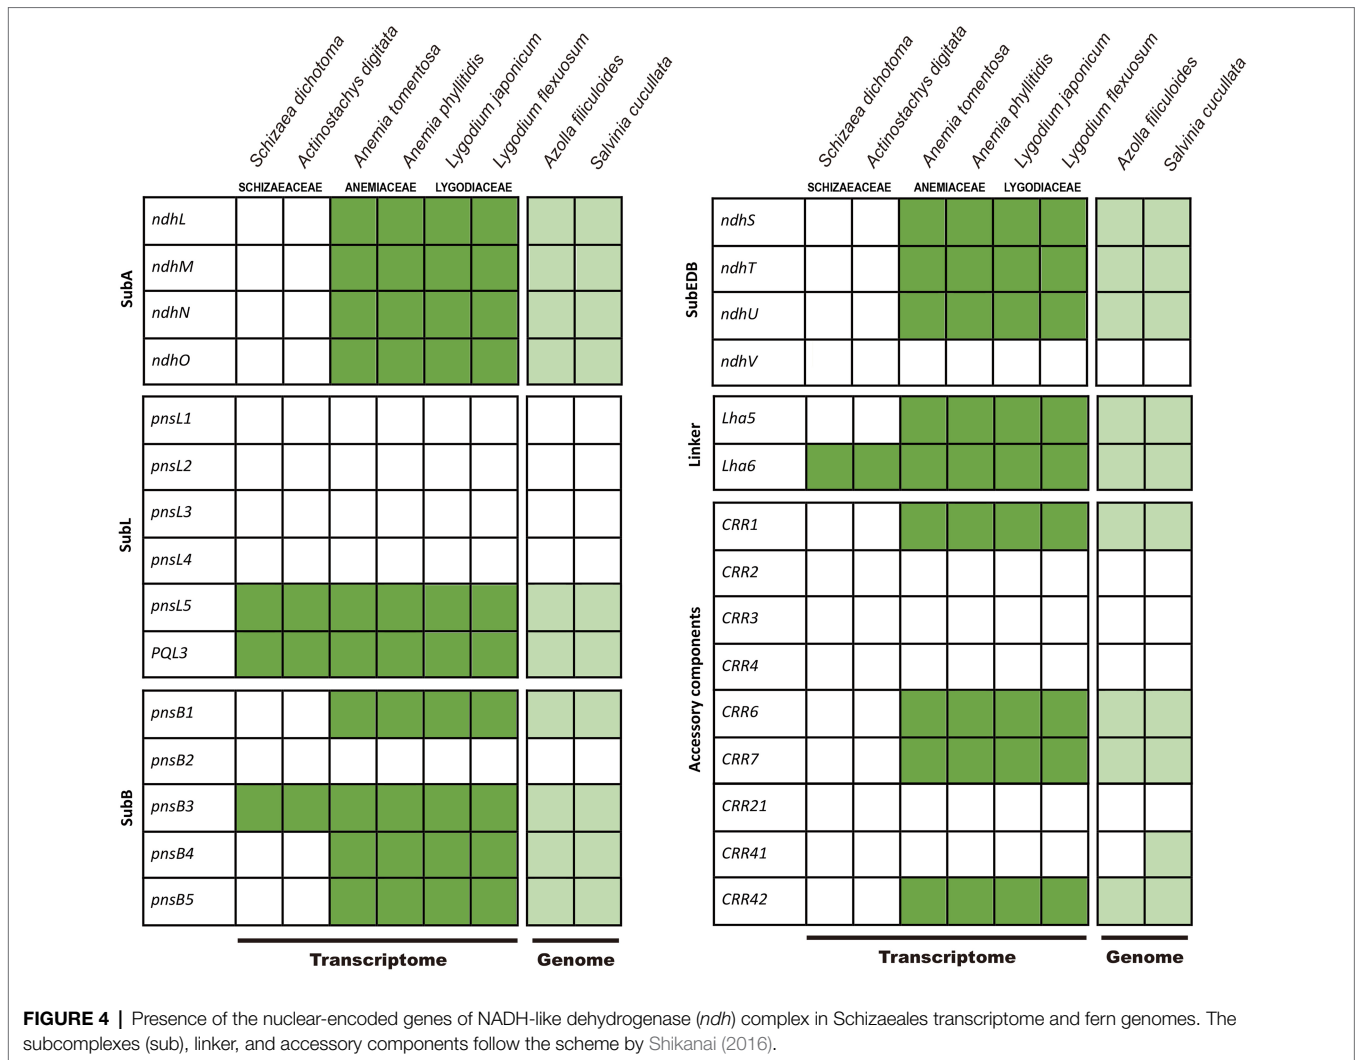 Schizaea dichotoma
Actinostachys digitata
Anemia tomentosa
Anemia phyllitidis
Lygodium japonicum
Lygodium flexuosum
Azolla filiculoides
Salvinia cucullata
SCHIZAEACEAE ANEMIACEAE LYGODIACEAE
SubA
ndhL
ndhM
ndhN
ndhO
SubL
pnsL1
pnsL2
pnsL3
pnsL4
pnsL5
PQL3
SubB
pnsB1
pnsB2
pnsB3
pnsB4
pnsB5
Transcriptome Genome
Schizaea dichotoma
Actinostachys digitata
Anemia tomentosa
Anemia phyllitidis
Lygodium japonicum
Lygodium flexuosum
Azolla filiculoides
Salvinia cucullata
SCHIZAEACEAE ANEMIACEAE LYGODIACEAE
SubEDB
ndhS
ndhT
ndhU
ndhV
Linker
Lha5
Lha6
Accessory components
CRR1
CRR2
CRR3
CRR4
CRR6
CRR7
CRR21
CRR41
CRR42
Transcriptome Genome
FIGURE 4 | Presence of the nuclear-encoded genes of NADH-like dehydrogenase (ndh) complex in Schizaeales transcriptome and fern genomes. The
subcomplexes (sub), linker, and accessory components follow the scheme by Shikanai (2016).